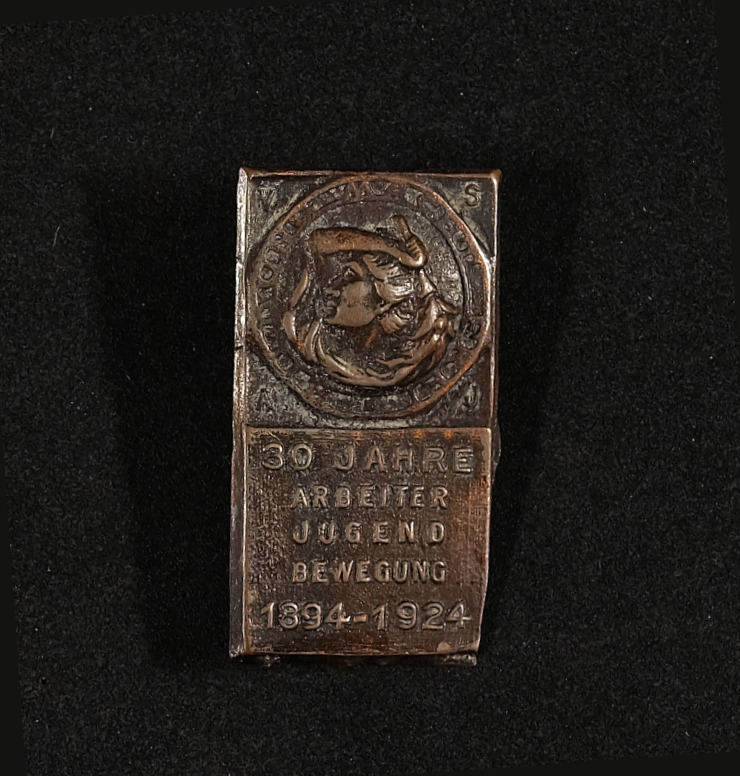 V S
A J
30 JAHRE
ARBEITER
JUGEND
BEWEGUNG
1894-1924